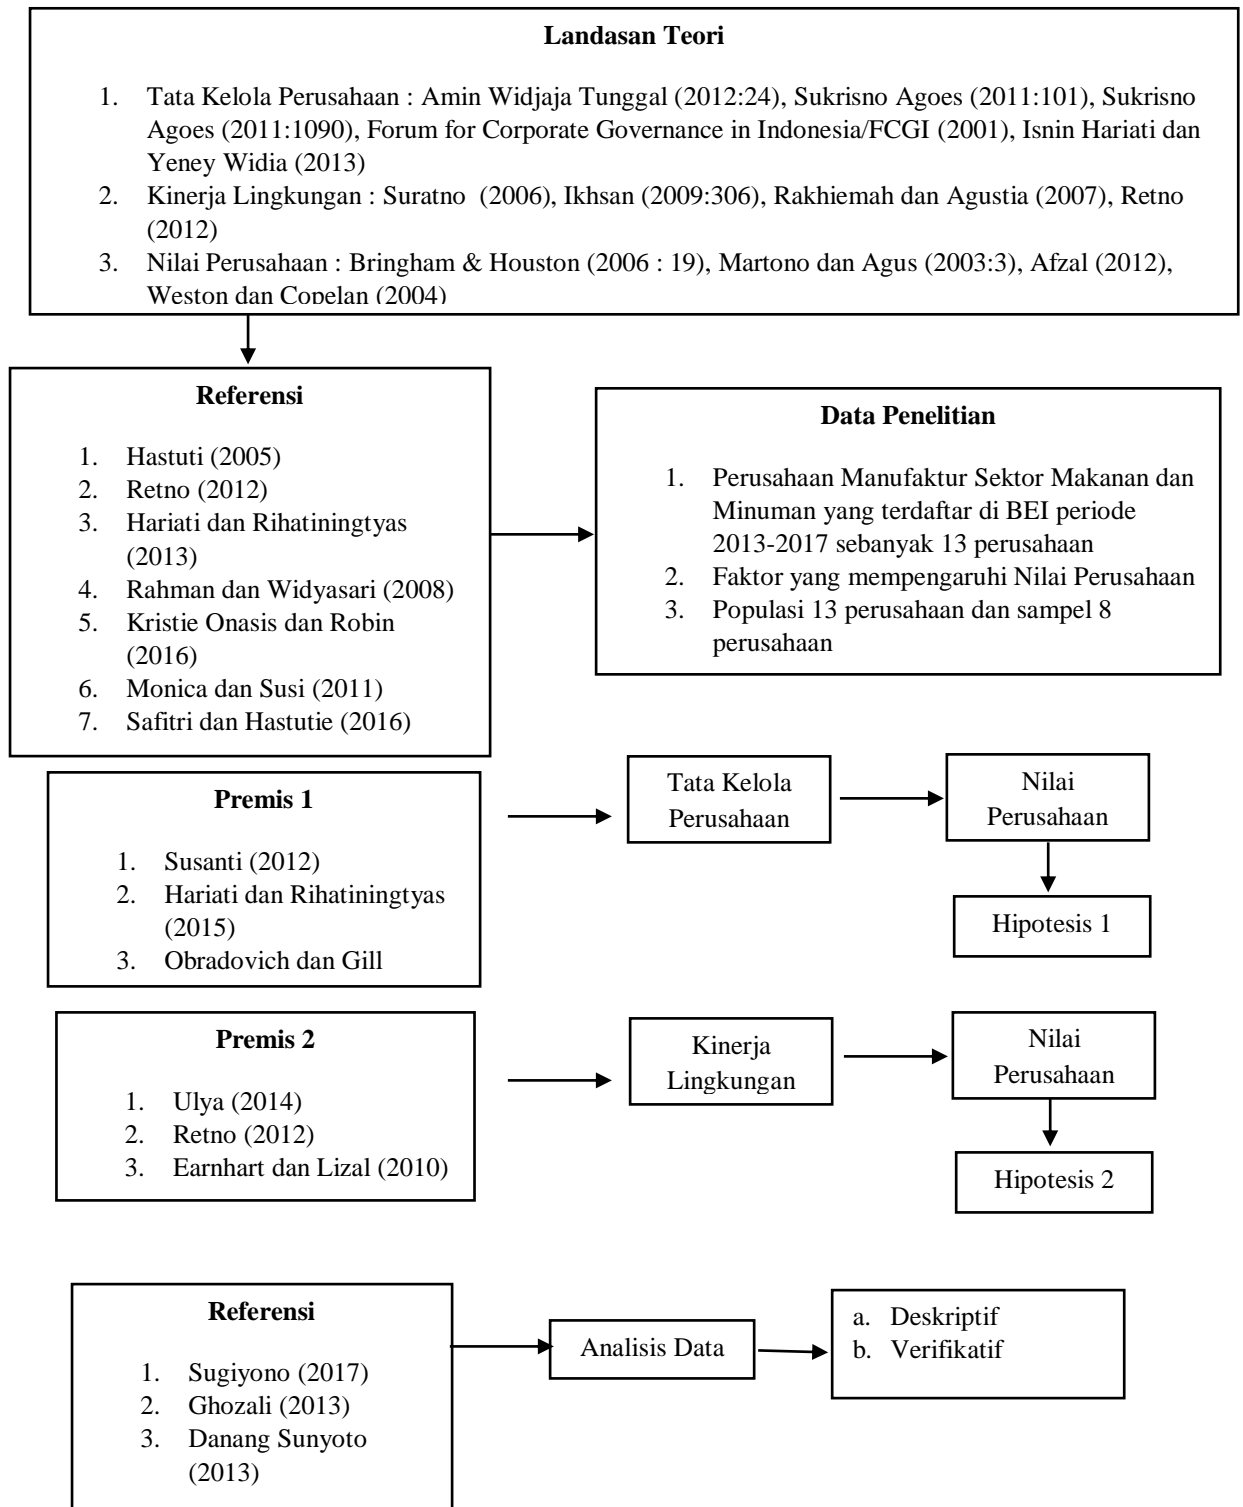 Landasan Teori
1. Tata Kelola Perusahaan : Amin Widjaja Tunggal (2012:24), Sukrisno Agoes (2011:101), Sukrisno
Agoes (2011:1090), Forum for Corporate Governance in Indonesia/FCGI (2001), Isnin Hariati dan
Yeney Widia (2013)
2. Kinerja Lingkungan : Suratno (2006), Ikhsan (2009:306), Rakhiemah dan Agustia (2007), Retno
(2012)
3. Nilai Perusahaan : Bringham & Houston (2006 : 19), Martono dan Agus (2003:3), Afzal (2012),
Weston dan Copelan (2004)
Referensi
1. Hastuti (2005)
2. Retno (2012)
3. Hariati dan Rihatiningtyas
(2013)
4. Rahman dan Widyasari (2008)
5. Kristie Onasis dan Robin
(2016)
6. Monica dan Susi (2011)
7. Safitri dan Hastutie (2016)
Data Penelitian
1. Perusahaan Manufaktur Sektor Makanan dan
Minuman yang terdaftar di BEI periode
2013-2017 sebanyak 13 perusahaan
2. Faktor yang mempengaruhi Nilai Perusahaan
3. Populasi 13 perusahaan dan sampel 8
perusahaan
Premis 1
1. Susanti (2012)
2. Hariati dan Rihatiningtyas
(2015)
3. Obradovich dan Gill
Tata Kelola
Perusahaan
Nilai
Perusahaan
Hipotesis 1
Premis 2
1. Ulya (2014)
2. Retno (2012)
3. Earnhart dan Lizal (2010)
Kinerja
Lingkungan
Nilai
Perusahaan
Hipotesis 2
Referensi
1. Sugiyono (2017)
2. Ghozali (2013)
3. Danang Sunyoto
(2013)
Analisis Data
a. Deskriptif
b. Verifikatif